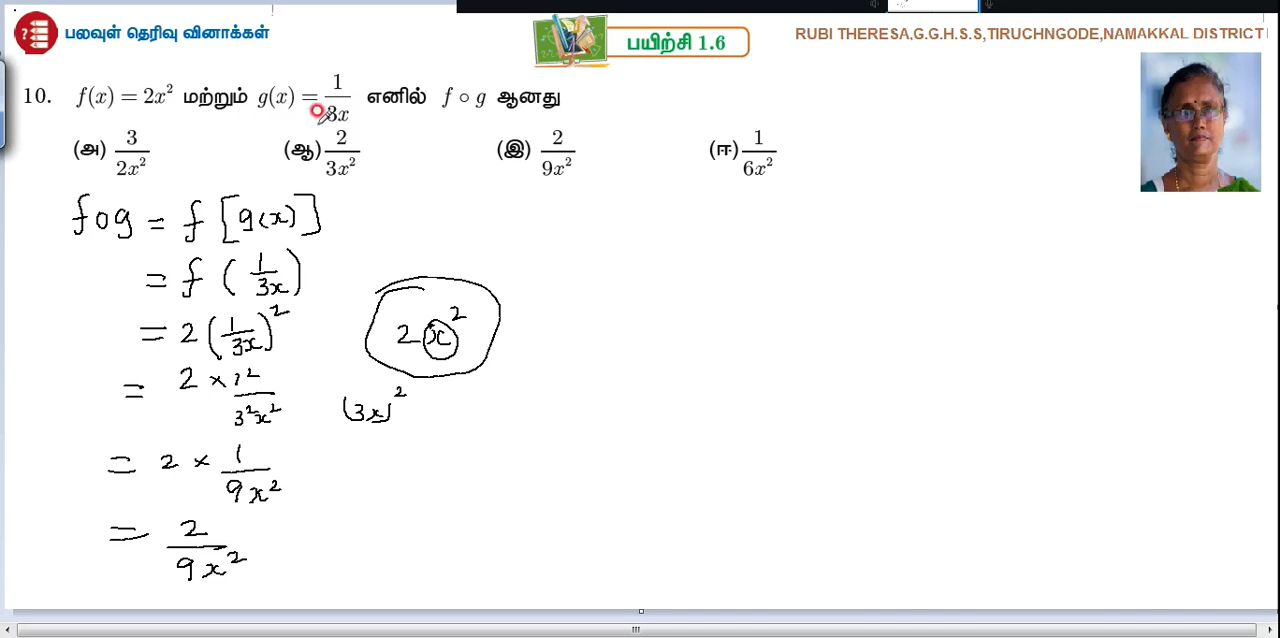 பலவுள் தெரிவு வினாக்கள்
பயிற்சி 1.6
RUBI THERESA,G.G.H.S.S,TIRUCHNGODE,NAMAKKAL DISTRICT
10. f(x) = 2x² மற்றும் g(x) = 1/3x எனில் f ∘ g ஆனது
(அ) 3/2x² (ஆ) 2/3x² (இ) 2/9x² (ஈ) 1/6x²
fog = f[g(x)]
= f(1/3x)
= 2(1/3x)²
2x²
= 2 × 1²/3²x²
(3x)²
= 2 × 1/9x²
= 2/9x²